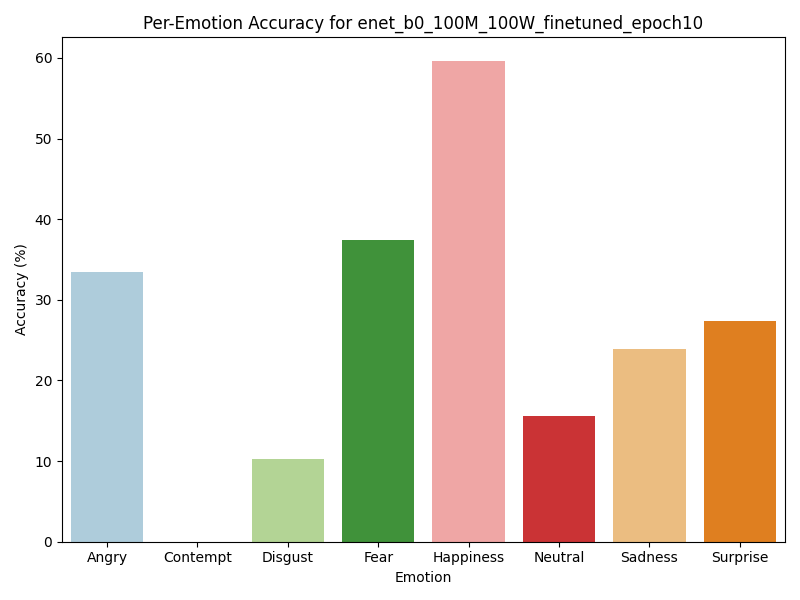 Per-Emotion Accuracy for enet_b0_100M_100W_finetuned_epoch10
60
50
40
30
20
10
0
Accuracy (%)
Angry Contempt Disgust Fear Happiness Neutral Sadness Surprise
Emotion